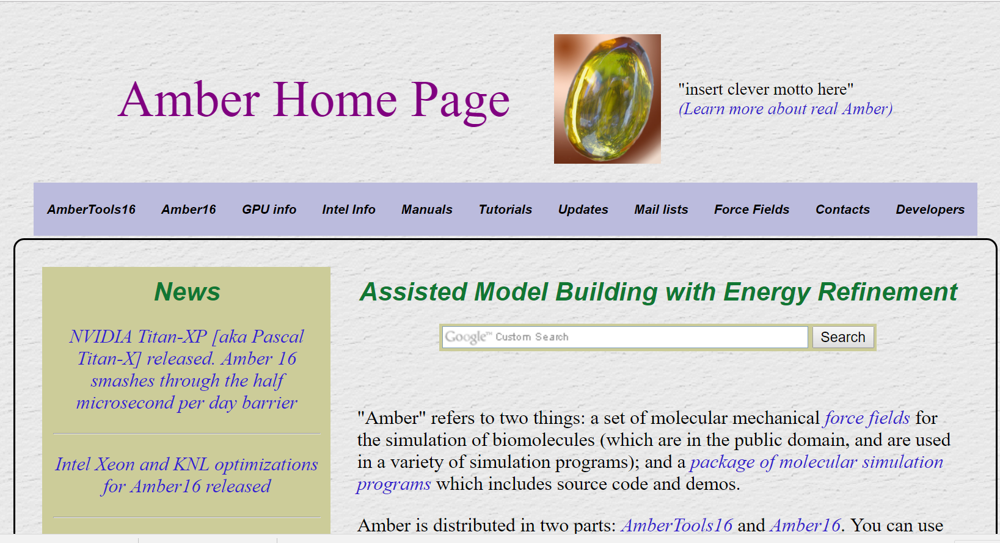 Amber Home Page
"insert clever motto here"
(Learn more about real Amber)
AmberTools16 Amber16 GPU info Intel Info Manuals Tutorials Updates Mail lists Force Fields Contacts Developers
News
NVIDIA Titan-XP [aka Pascal
Titan-X] released. Amber 16
smashes through the half
microsecond per day barrier
Intel Xeon and KNL optimizations
for Amber16 released
Assisted Model Building with Energy Refinement
Google™ Custom Search Search
"Amber" refers to two things: a set of molecular mechanical force fields for
the simulation of biomolecules (which are in the public domain, and are used
in a variety of simulation programs); and a package of molecular simulation
programs which includes source code and demos.
Amber is distributed in two parts: AmberTools16 and Amber16. You can use